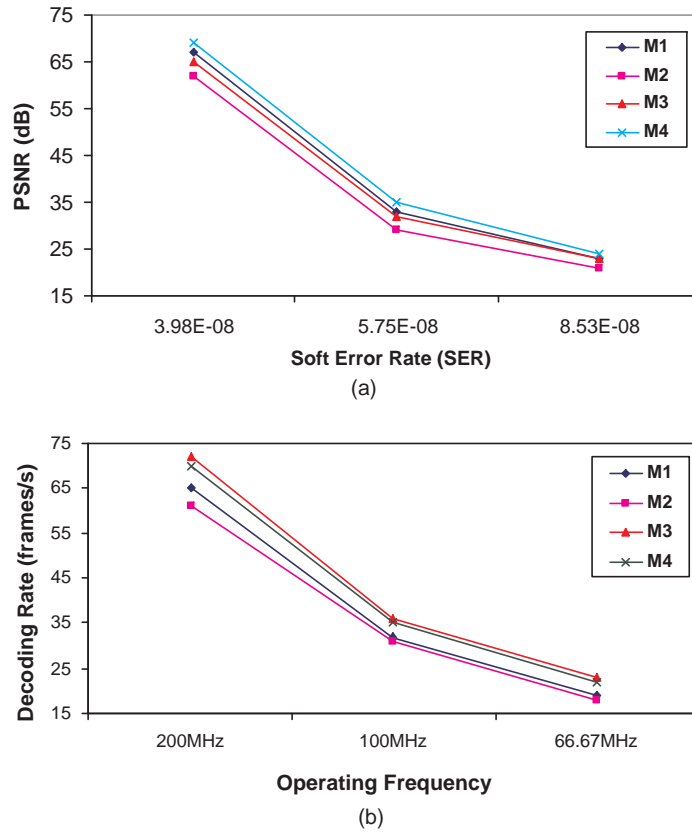 75
65
55
45
35
25
15
PSNR (dB)
M1
M2
M3
M4
3.98E-08
5.75E-08
8.53E-08
Soft Error Rate (SER)
(a)
75
65
55
45
35
25
15
Decoding Rate (frames/s)
M1
M2
M3
M4
200MHz
100MHz
66.67MHz
Operating Frequency
(b)